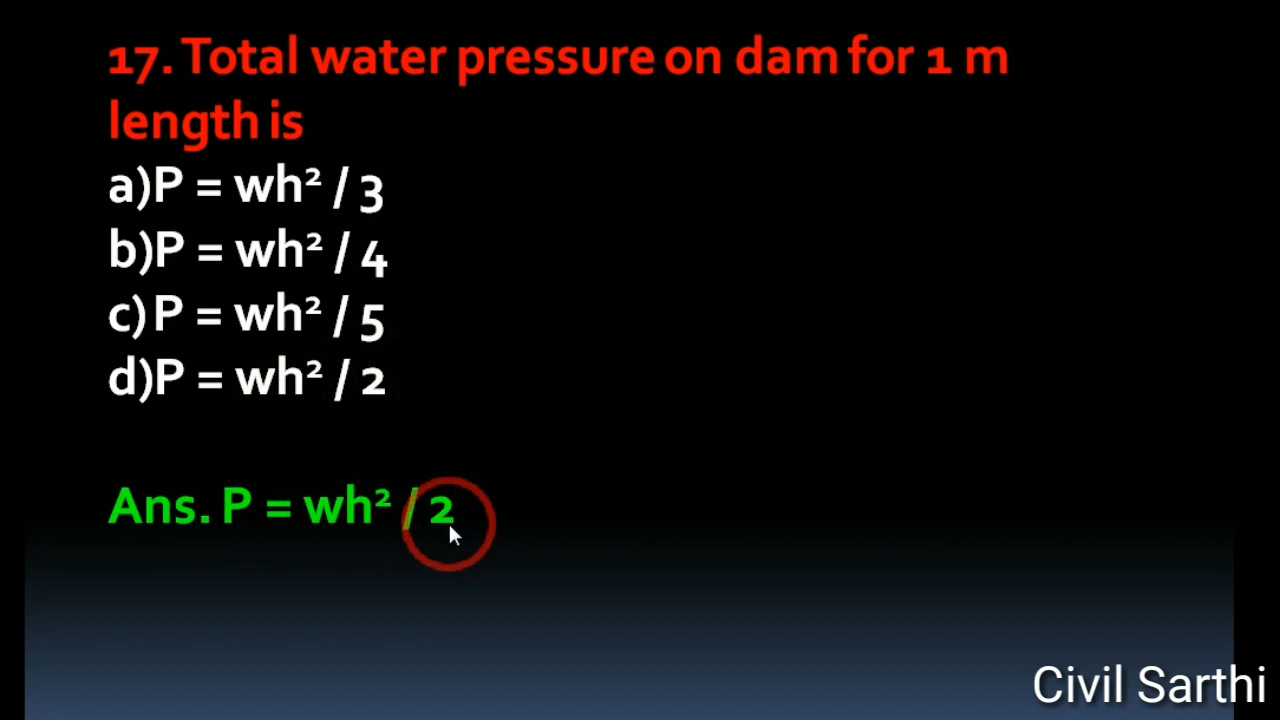 17. Total water pressure on dam for 1 m
length is
a)P = wh² / 3
b)P = wh² / 4
c)P = wh² / 5
d)P = wh² / 2
Ans. P = wh² / 2
Civil Sarthi